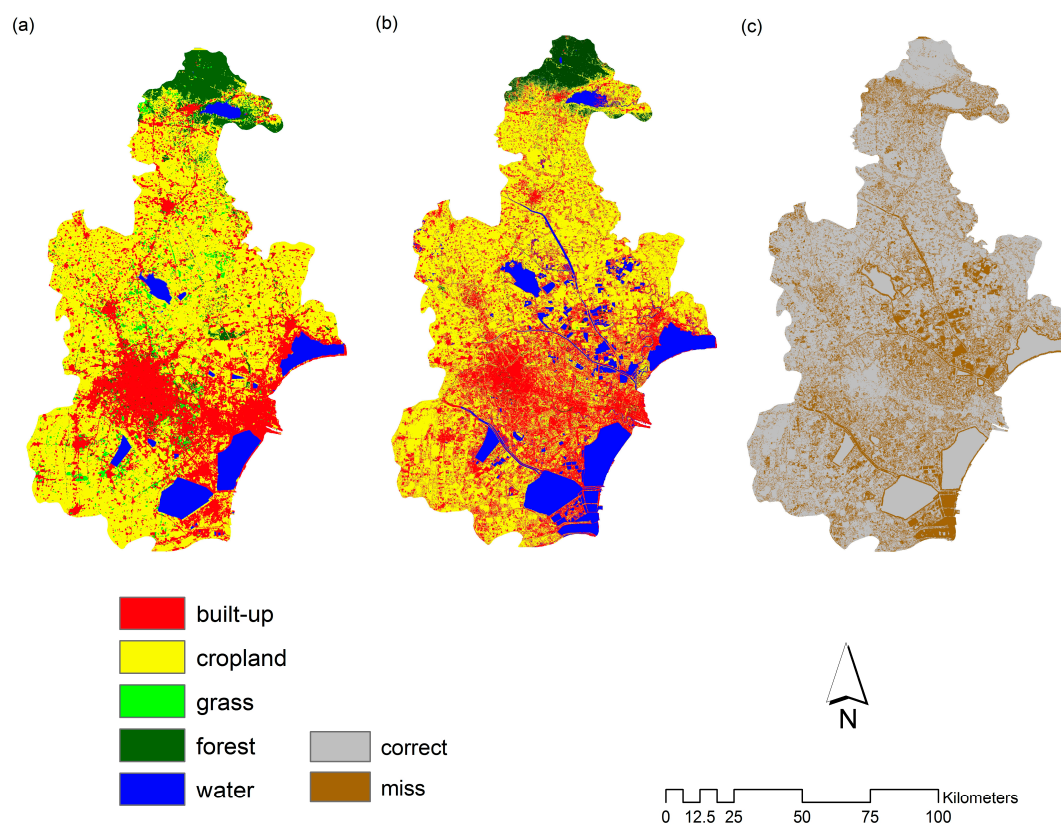 (a)
(b)
(c)
built-up
cropland
grass
forest
water
correct
miss
N
Kilometers
0 12.5 25 50 75 100